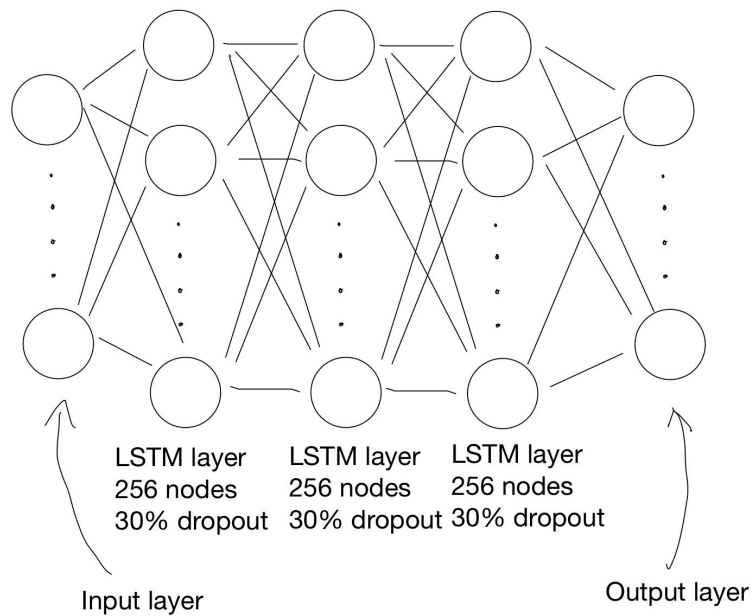 LSTM layer
256 nodes
30% dropout
LSTM layer
256 nodes
30% dropout
LSTM layer
256 nodes
30% dropout
Input layer
Output layer